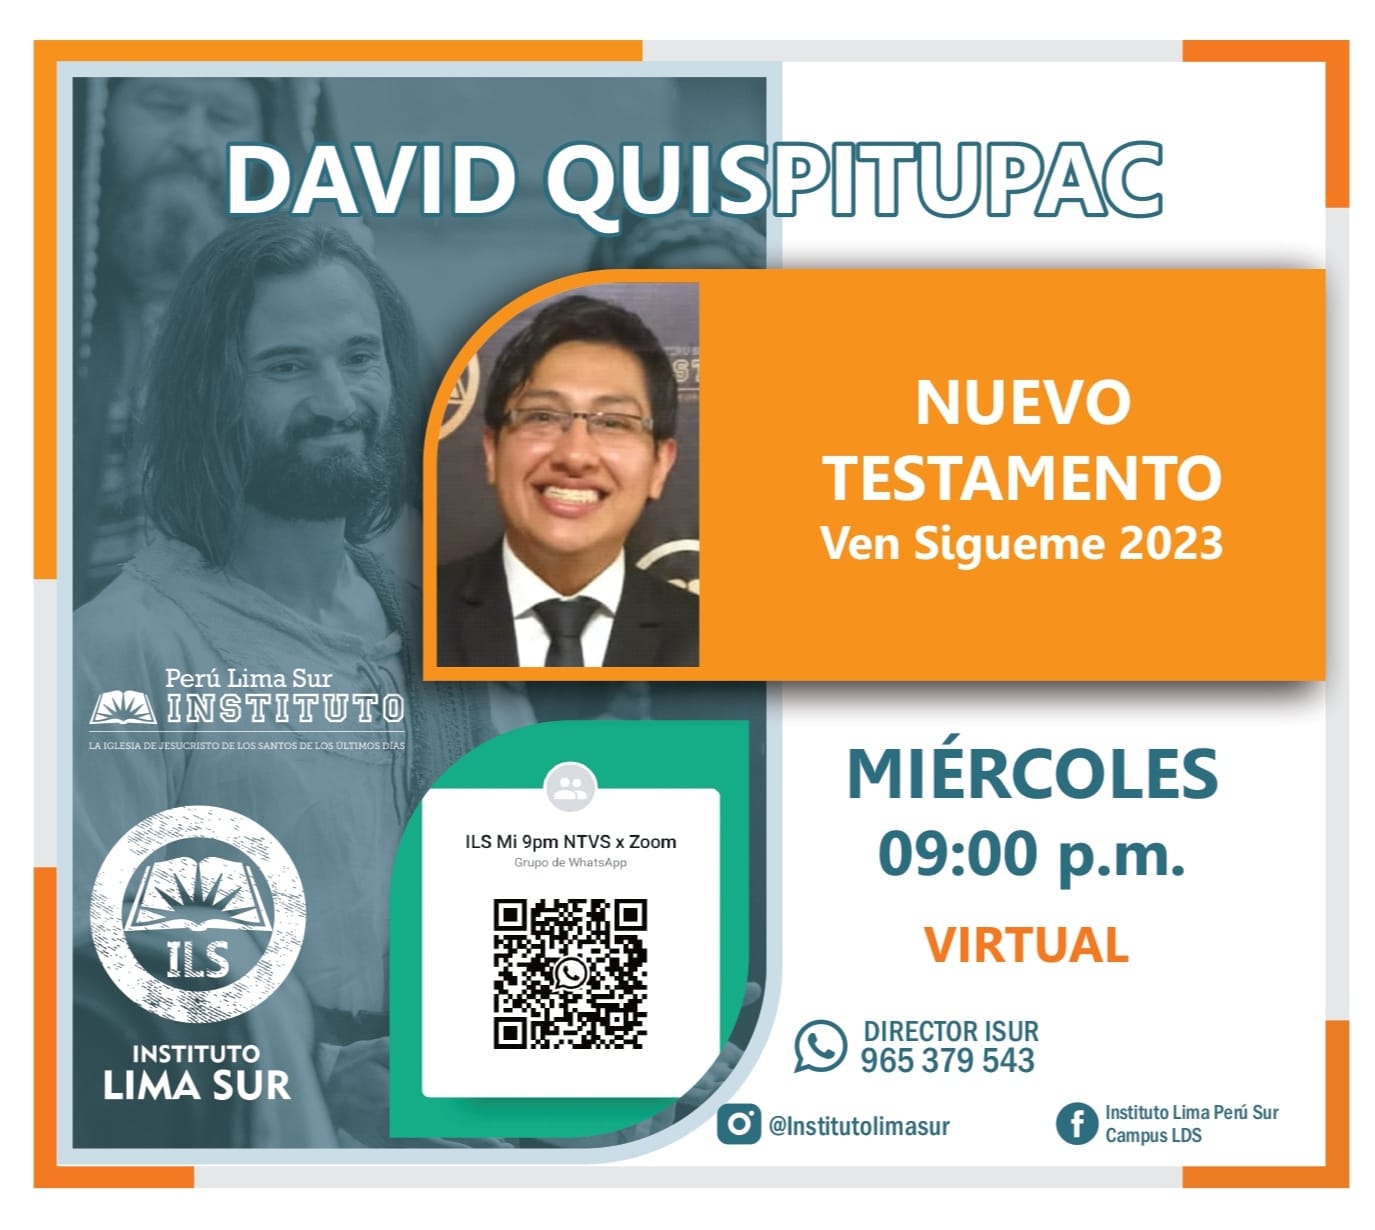 DAVID QUISPITUPAC
NUEVO
TESTAMENTO
Ven Sigueme 2023
Perú Lima Sur
INSTITUTO
LA IGLESIA DE JESUCRISTO DE LOS SANTOS DE LOS ÚLTIMOS DÍAS
ILS
INSTITUTO
LIMA SUR
ILS Mi 9pm NTVS x Zoom
Grupo de WhatsApp
MIÉRCOLES
09:00 p.m.
VIRTUAL
DIRECTOR ISUR
965 379 543
@Institutolimasur
Instituto Lima Perú Sur
Campus LDS